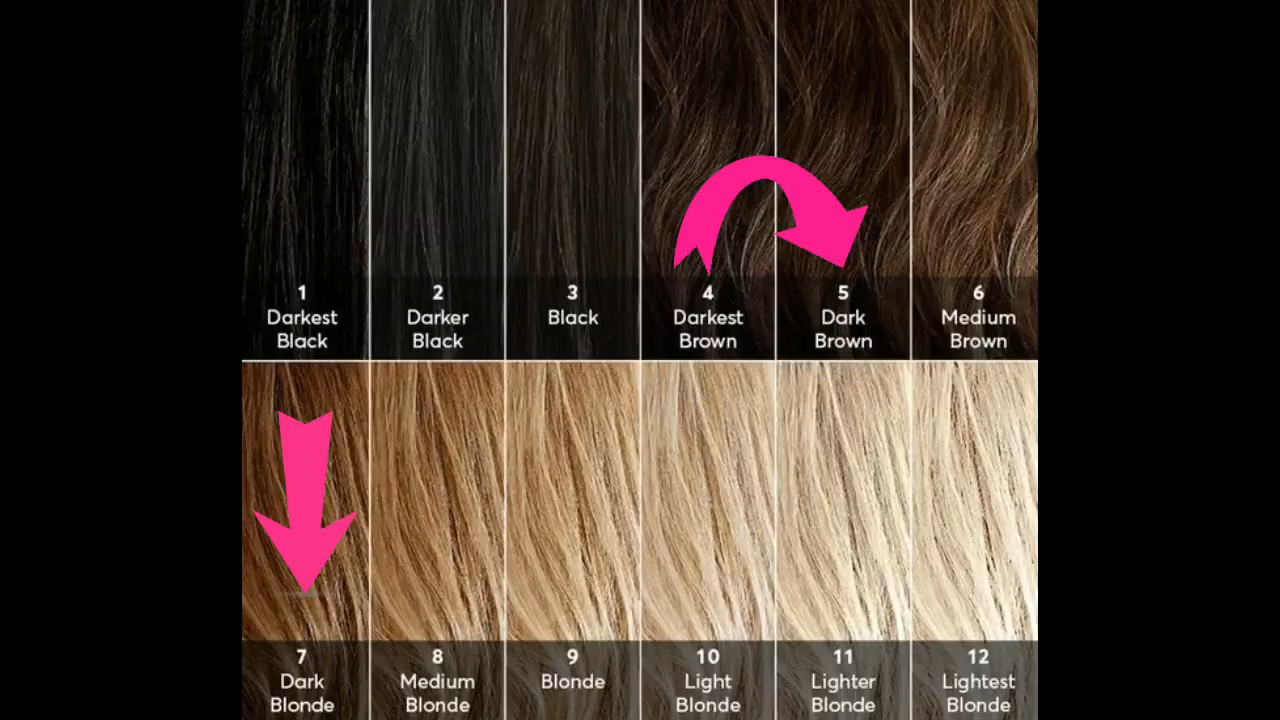 1
Darkest
Black
2
Darker
Black
3
Black
4
Darkest
Brown
5
Dark
Brown
6
Medium
Brown
7
Dark
Blonde
8
Medium
Blonde
9
Blonde
10
Light
Blonde
11
Lighter
Blonde
12
Lightest
Blonde